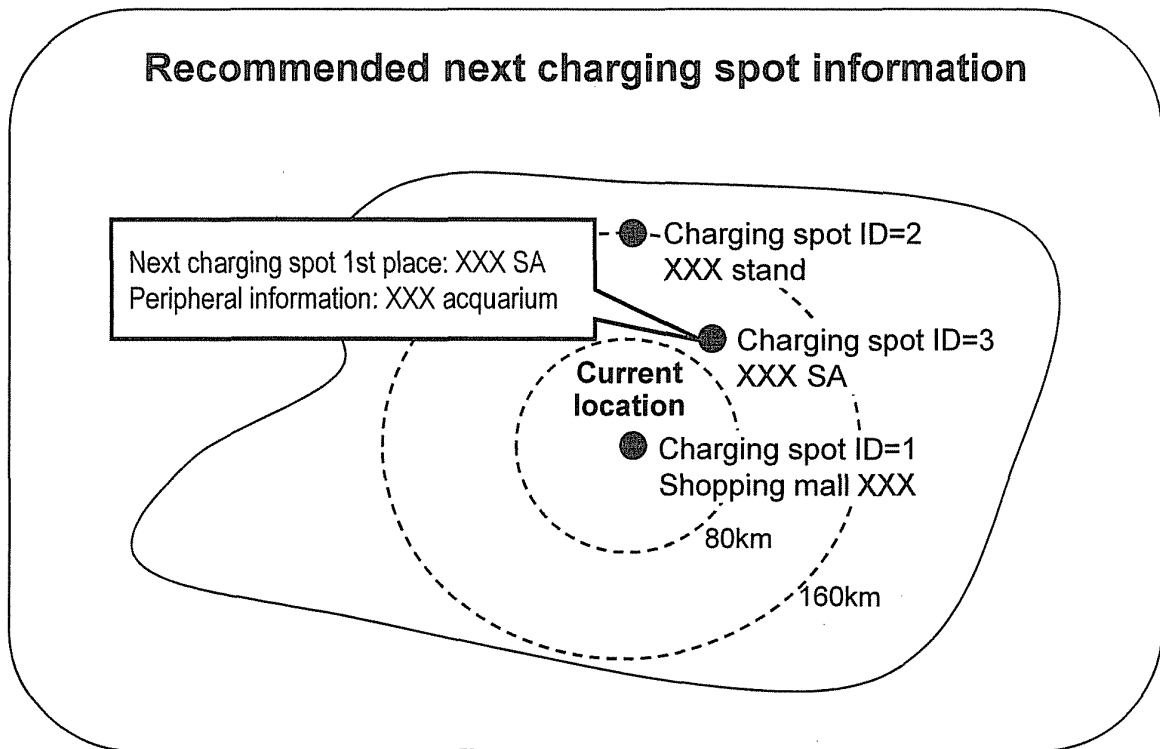 Recommended next charging spot information
Next charging spot 1st place: XXX SA
Peripheral information: XXX acquarium
Charging spot ID=2
XXX stand
Charging spot ID=3
XXX SA
Current
location
Charging spot ID=1
Shopping mall XXX
80km
160km